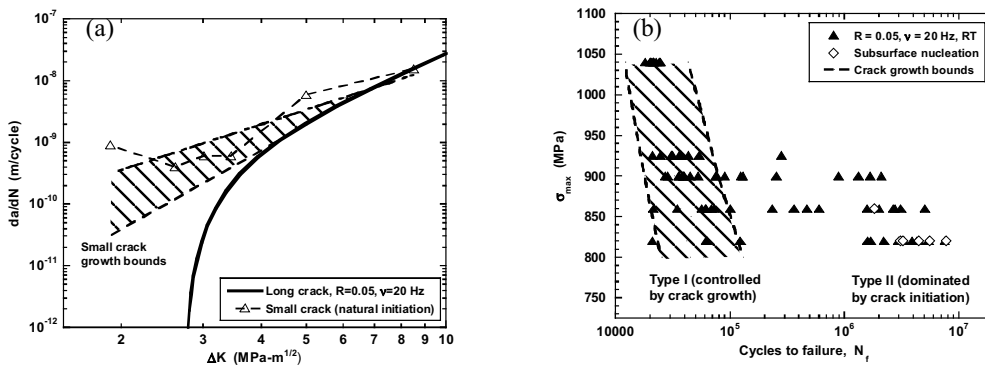 (a)
10^-7
10^-8
10^-9
10^-10
10^-11
10^-12
da/dN (m/cycle)
Small crack
growth bounds
Long crack, R=0.05, ν=20 Hz
Small crack (natural initiation)
2
3
4
5
6
7
8
9
10
ΔK (MPa-m^1/2)
(b)
R = 0.05, ν = 20 Hz, RT
Subsurface nucleation
Crack growth bounds
1100
1050
1000
950
900
850
800
750
σmax (MPa)
Type I (controlled
by crack growth)
Type II (dominated
by crack initiation)
10000
10^5
10^6
10^7
Cycles to failure, N_f